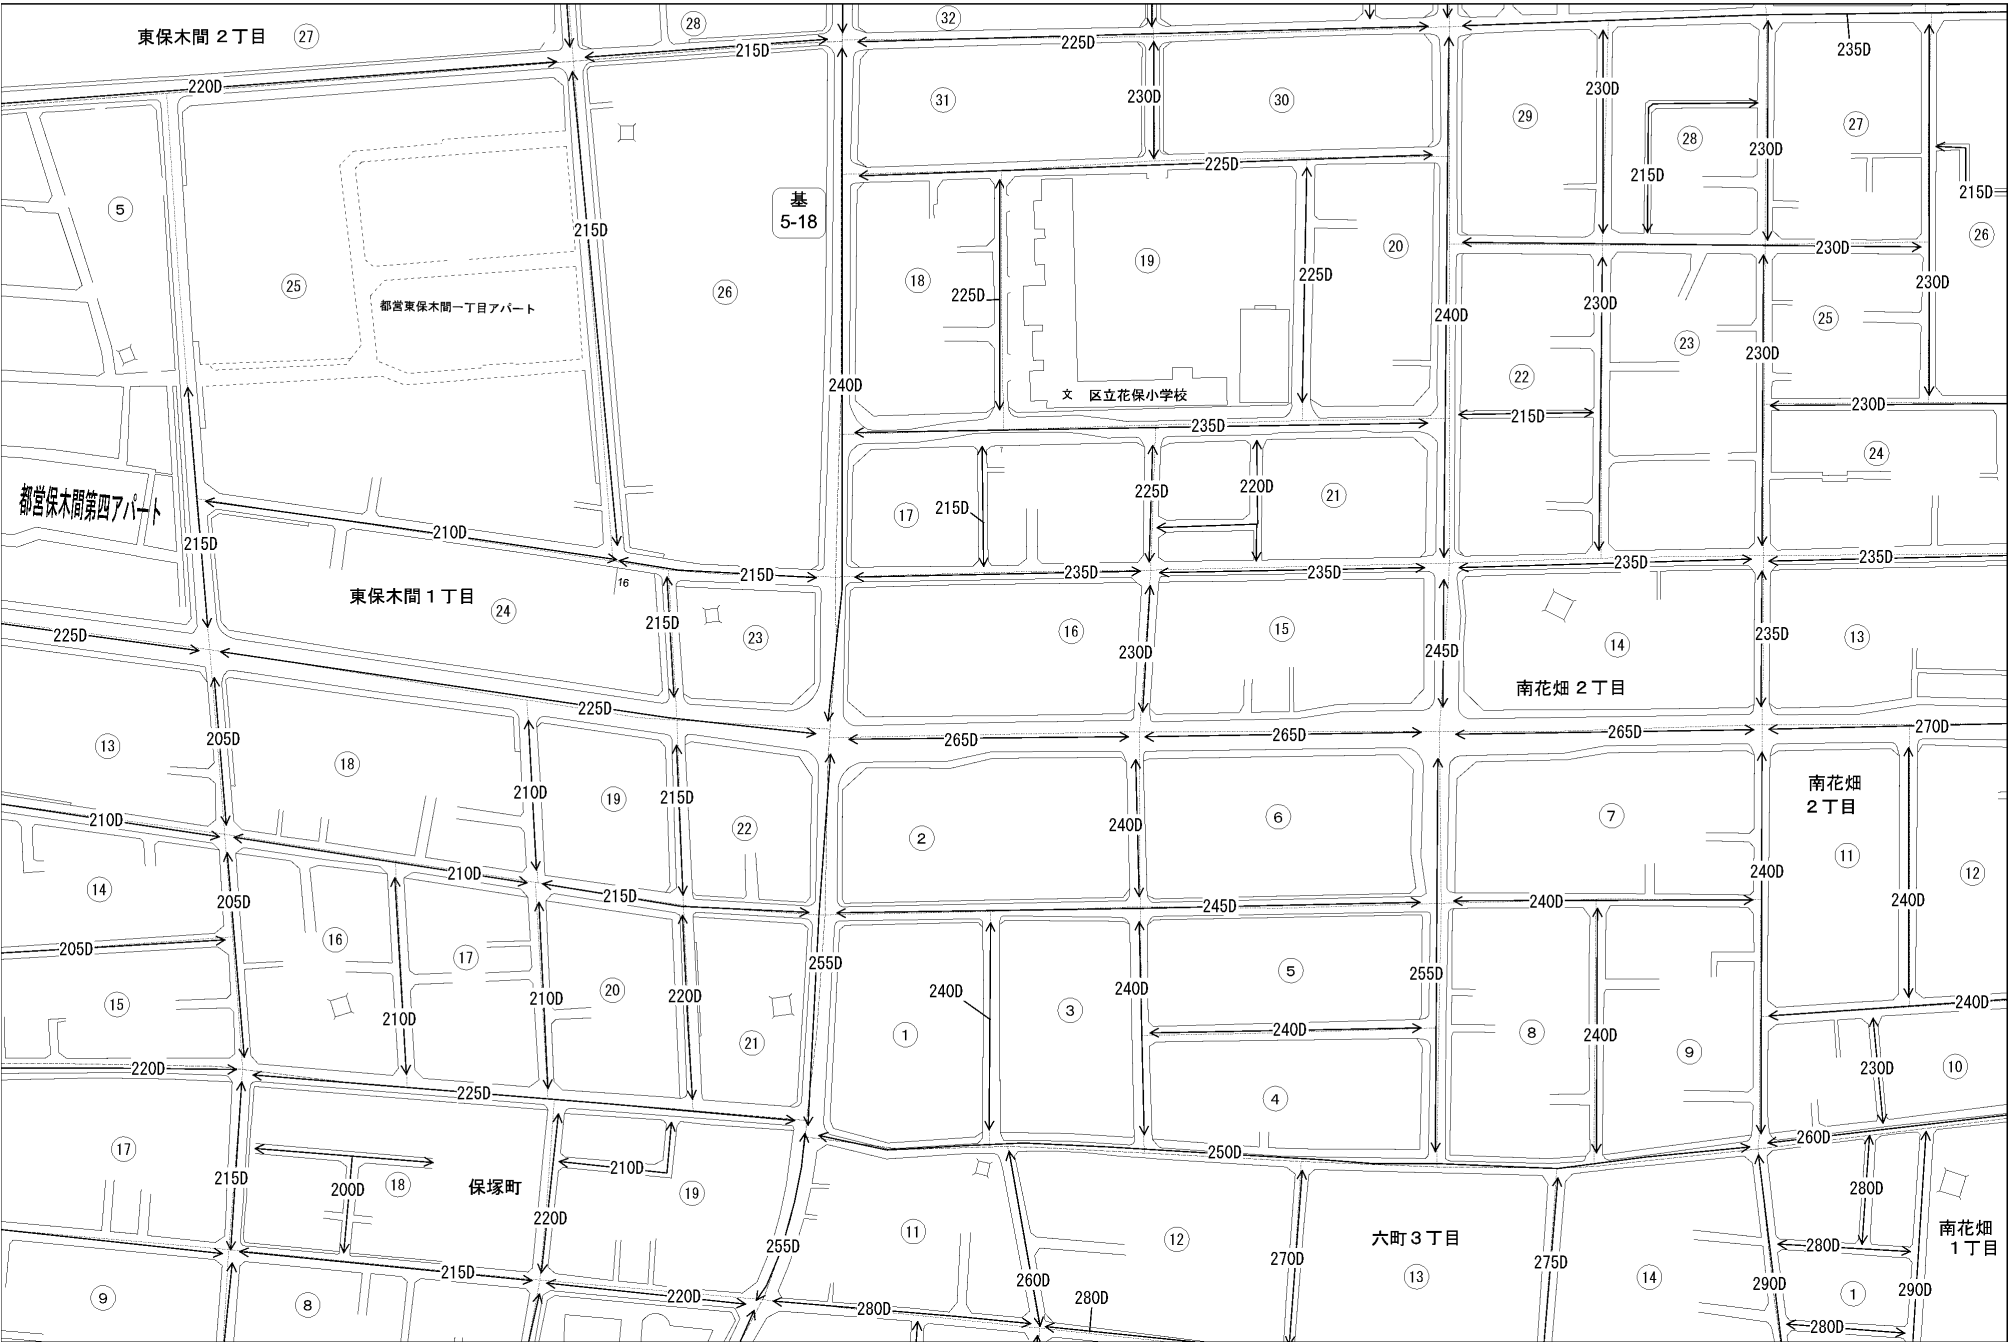 東保木間２丁目 27
28
32
215D
225D
235D
220D
31
230D
30
29
230D
28
230D
27
225D
215D
215D
5
基
5-18
26
215D
25
26
18
19
20
230D
225D
225D
230D
230D
都営東保木間一丁目アパート
240D
240D
25
23
230D
22
240D
文 区立花保小学校
215D
230D
235D
24
都営保木間第四アパート
17
215D
225D
220D
21
210D
215D
215D
235D
235D
235D
235D
16
東保木間１丁目 24
215D
23
16
15
14
13
225D
230D
245D
235D
南花畑２丁目
225D
205D
265D
265D
265D
270D
13
18
210D
19
215D
22
2
240D
6
7
南花畑
２丁目
11
12
210D
210D
215D
240D
240D
14
205D
245D
240D
205D
16
17
20
255D
5
255D
15
210D
210D
220D
21
240D
3
240D
240D
1
8
240D
9
240D
220D
225D
4
230D
10
17
250D
260D
215D
200D
18
保塚町
210D
19
220D
280D
南花畑
１丁目
11
12
六町３丁目
255D
260D
270D
13
275D
14
280D
290D
290D
215D
220D
9
8
280D
280D
1
280D